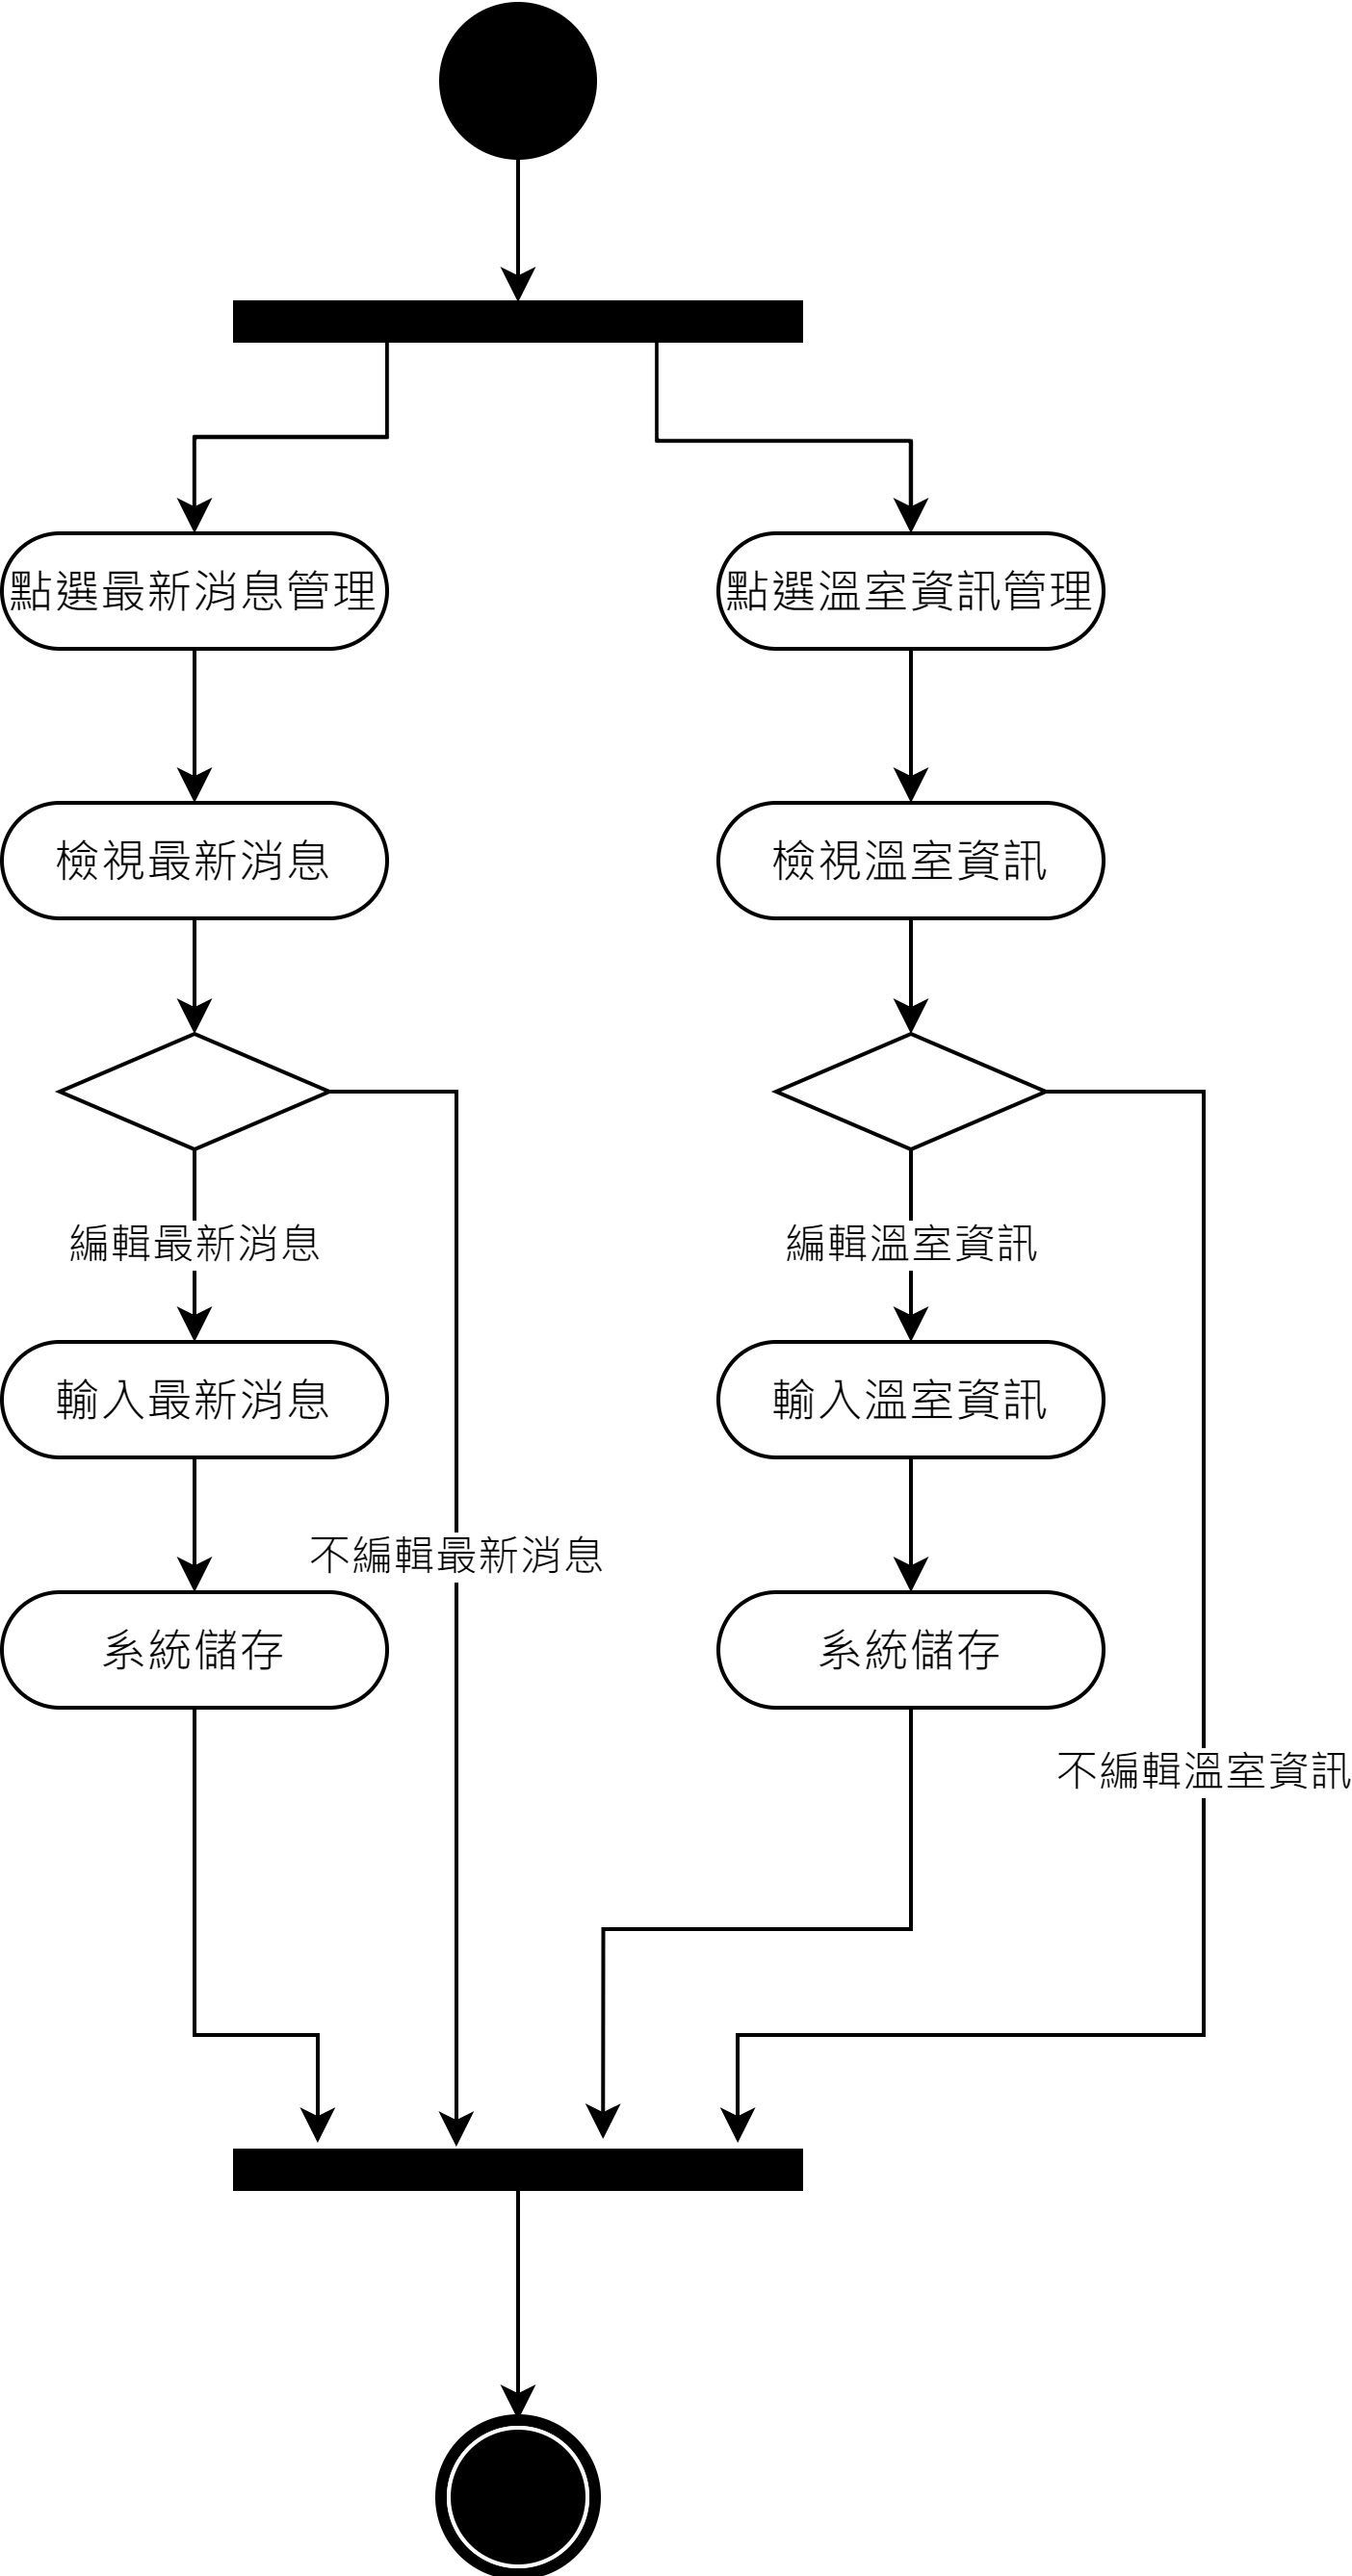 點選最新消息管理
點選溫室資訊管理
檢視最新消息
檢視溫室資訊
編輯最新消息
編輯溫室資訊
輸入最新消息
輸入溫室資訊
不編輯最新消息
系統儲存
系統儲存
不編輯溫室資訊